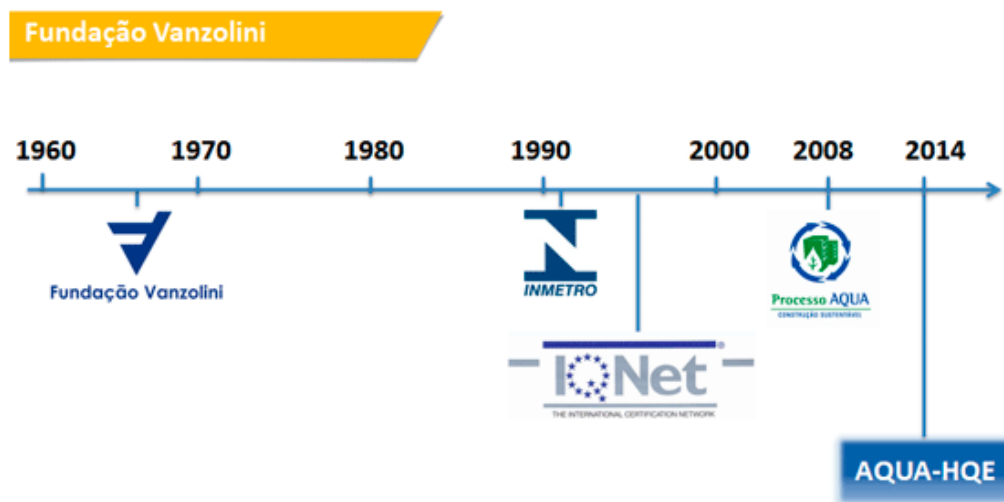 Fundação Vanzolini
1960 1970 1980 1990 2000 2008 2014
Fundação Vanzolini
INMETRO
Processo AQUA
CONSTRUÇÃO SUSTENTÁVEL
IQNet ®
THE INTERNATIONAL CERTIFICATION NETWORK
AQUA-HQE